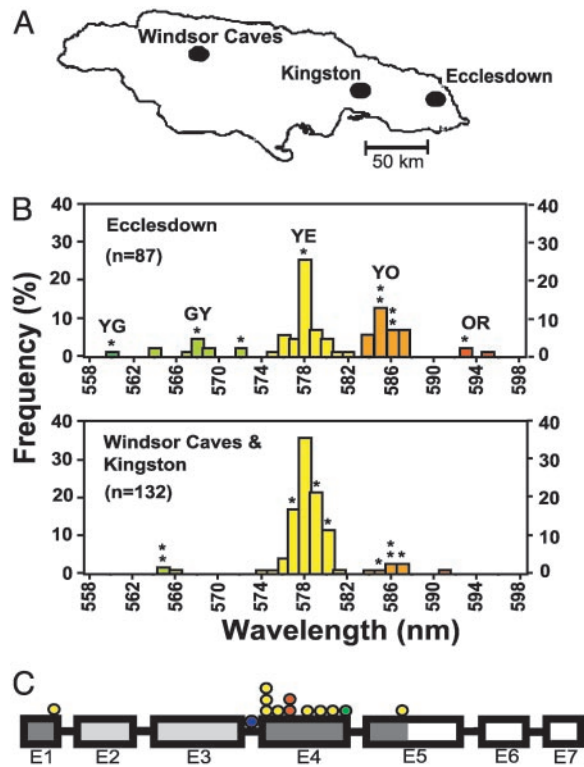 A
Windsor Caves
Kingston
Ecclesdown
50 km
B
40 40
30 30
20 20
10 10
0 0
Ecclesdown
(n=87)
YG
*
GY
*
*
YE
*
YO
*
*
*
*
OR
*
558 562 566 570 574 578 582 586 590 594 598
Frequency (%)
40 40
30 30
20 20
10 10
0 0
Windsor Caves &
Kingston
(n=132)
*
*
*
*
*
*
*
*
*
558 562 566 570 574 578 582 586 590 594 598
Wavelength (nm)
C
E1 E2 E3 E4 E5 E6 E7